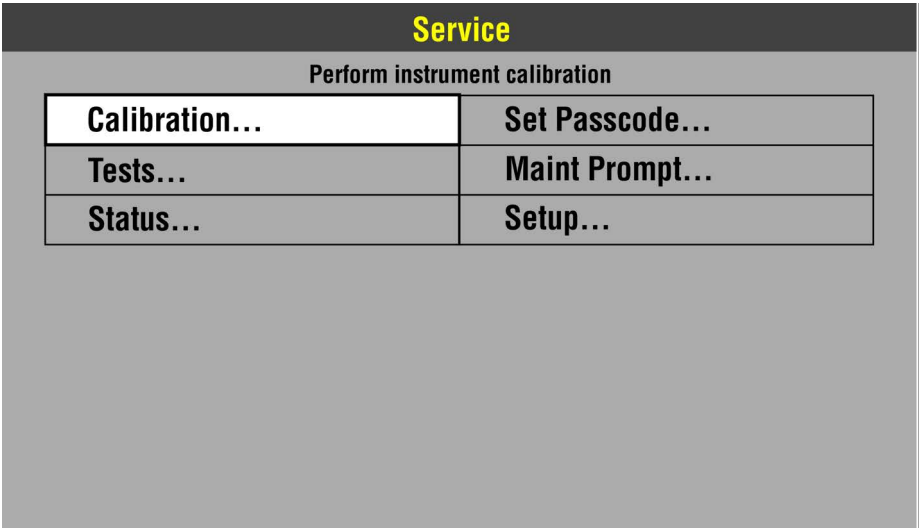 Service
Perform instrument calibration
Calibration...
Set Passcode...
Tests...
Maint Prompt...
Status...
Setup...